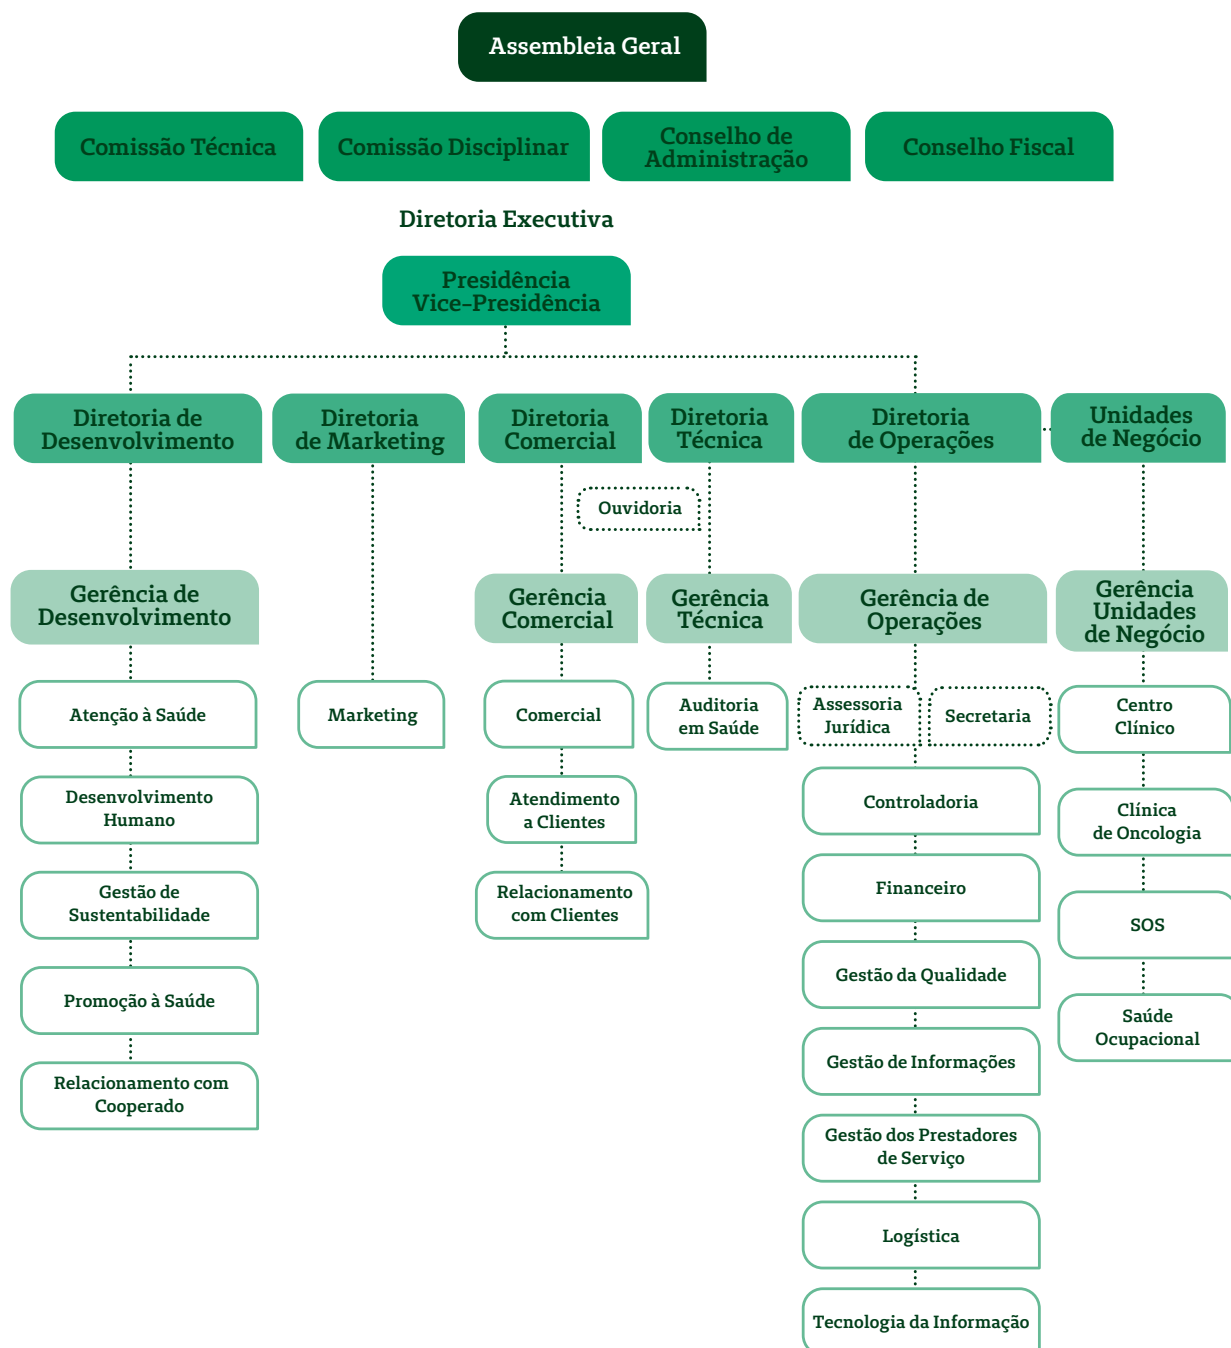 Assembleia Geral
Comissão Técnica
Comissão Disciplinar
Conselho de
Administração
Conselho Fiscal
Diretoria Executiva
Presidência
Vice-Presidência
Diretoria de
Desenvolvimento
Diretoria
de Marketing
Diretoria
Comercial
Diretoria
Técnica
Diretoria
de Operações
Unidades
de Negócio
Ouvidoria
Gerência de
Desenvolvimento
Gerência
Comercial
Gerência
Técnica
Gerência de
Operações
Gerência
Unidades
de Negócio
Atenção à Saúde
Marketing
Comercial
Auditoria
em Saúde
Assessoria
Jurídica
Secretaria
Centro
Clínico
Desenvolvimento
Humano
Atendimento
a Clientes
Controladoria
Clínica
de Oncologia
Gestão de
Sustentabilidade
Relacionamento
com Clientes
Financeiro
SOS
Promoção à Saúde
Gestão da Qualidade
Saúde
Ocupacional
Relacionamento com
Cooperado
Gestão de Informações
Gestão dos Prestadores
de Serviço
Logística
Tecnologia da Informação